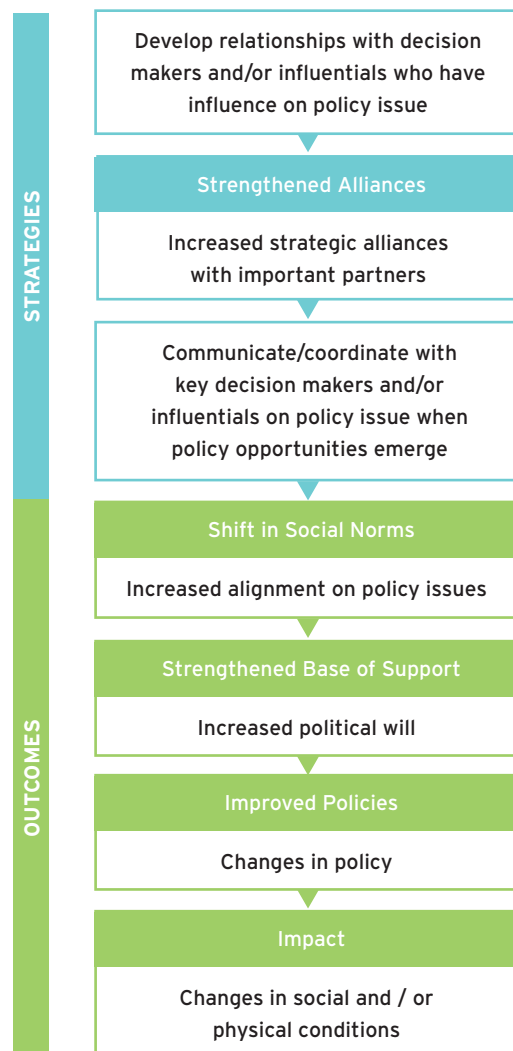 STRATEGIES
Develop relationships with decision
makers and/or influentials who have
influence on policy issue
Strengthened Alliances
Increased strategic alliances
with important partners
Communicate/coordinate with
key decision makers and/or
influentials on policy issue when
policy opportunities emerge
OUTCOMES
Shift in Social Norms
Increased alignment on policy issues
Strengthened Base of Support
Increased political will
Improved Policies
Changes in policy
Impact
Changes in social and / or
physical conditions